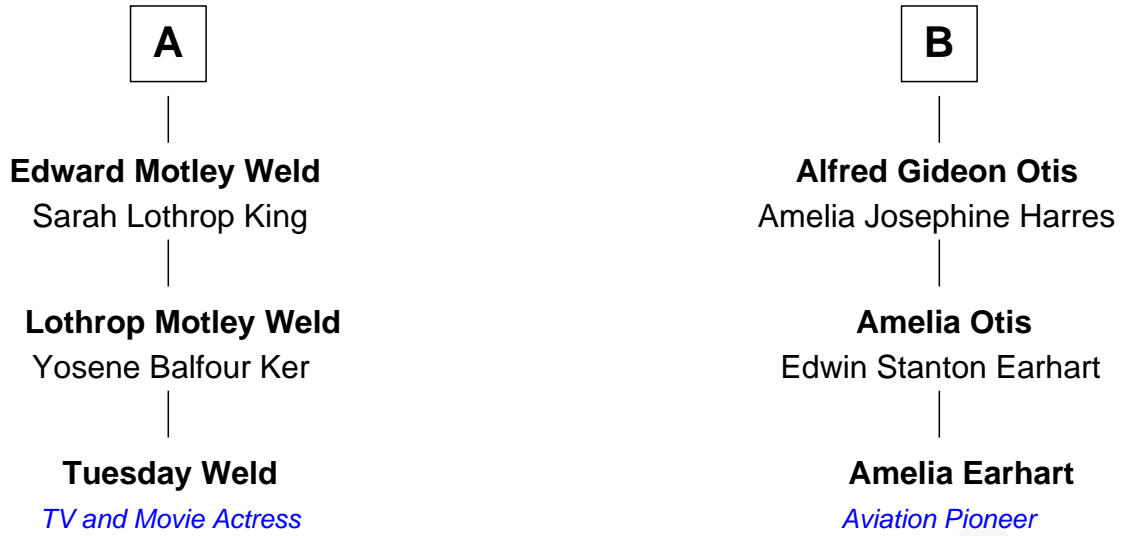 A
Edward Motley Weld
Sarah Lothrop King
Lothrop Motley Weld
Yosene Balfour Ker
Tuesday Weld
TV and Movie Actress
B
Alfred Gideon Otis
Amelia Josephine Harres
Amelia Otis
Edwin Stanton Earhart
Amelia Earhart
Aviation Pioneer